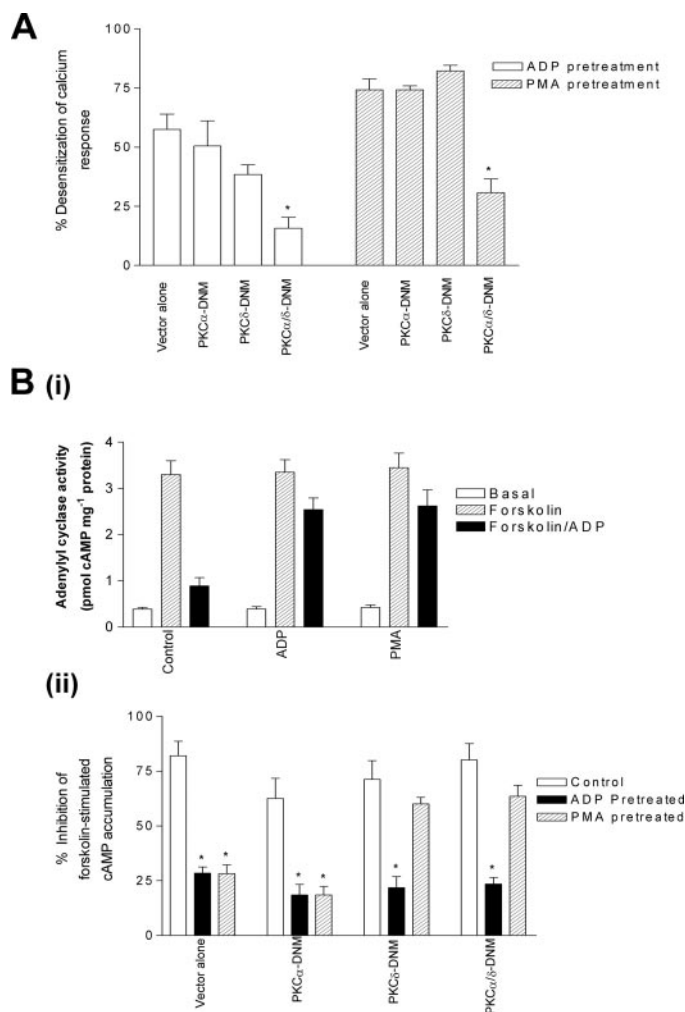 A
% Desensitization of calcium
response
100
75
50
25
0
ADP pretreatment
PMA pretreatment
*
*
Vector alone
PKCα-DNM
PKCδ-DNM
PKCα/δ-DNM
Vector alone
PKCα-DNM
PKCδ-DNM
PKCα/δ-DNM
B (i)
Adenylyl cyclase activity
(pmol cAMP mg⁻¹ protein)
4
3
2
1
0
Basal
Forskolin
Forskolin/ADP
Control
ADP
PMA
(ii)
% Inhibition of
forskolin-stimulated
cAMP accumulation
100
75
50
25
0
Control
ADP Pretreated
PMA pretreated
* *
* *
*
*
Vector alone
PKCα-DNM
PKCδ-DNM
PKCα/δ-DNM